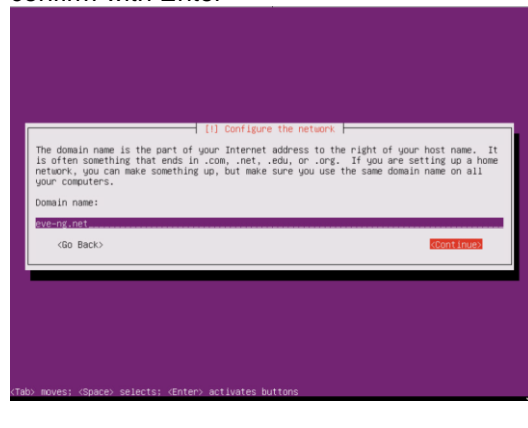 confirm with Enter
[!] Configure the network
The domain name is the part of your Internet address to the right of your host name. It
is often something that ends in .com, .net, .edu, or .org. If you are setting up a home
network, you can make something up, but make sure you use the same domain name on all
your computers.
Domain name:
eve-ng.net
<Go Back> <Continue>
<Tab> moves; <Space> selects; <Enter> activates buttons